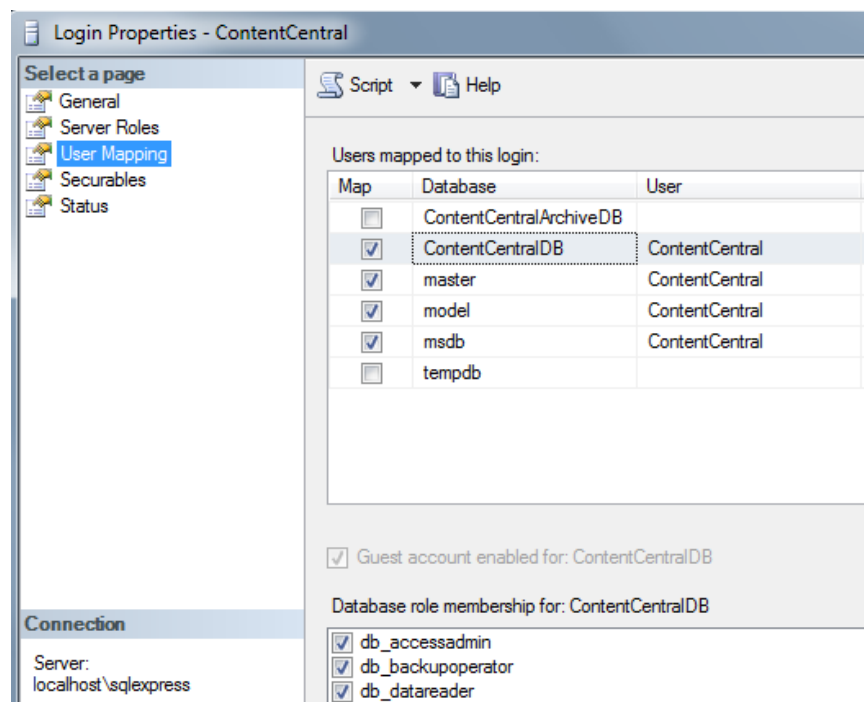 Login Properties - ContentCentral
Select a page
General
Server Roles
User Mapping
Securables
Status
Script
Help
Users mapped to this login:
Map Database User
ContentCentralArchiveDB
ContentCentralDB ContentCentral
master ContentCentral
model ContentCentral
msdb ContentCentral
tempdb
Guest account enabled for: ContentCentralDB
Database role membership for: ContentCentralDB
db_accessadmin
db_backupoperator
db_datareader
Connection
Server:
localhost\sqlexpress